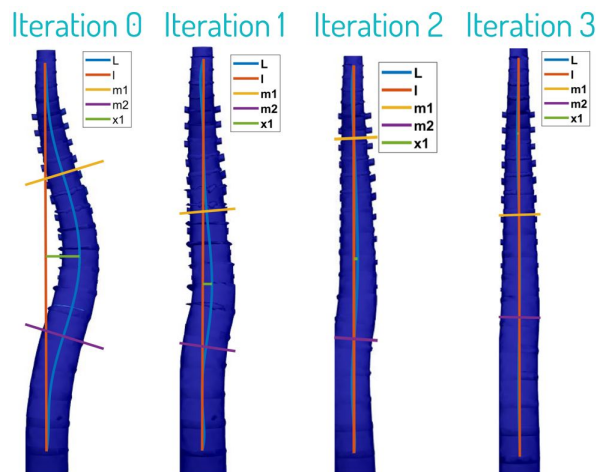 Iteration 0 Iteration 1 Iteration 2 Iteration 3
L
l
m1
m2
x1
L
l
m1
m2
x1
L
l
m1
m2
x1
L
l
m1
m2
x1